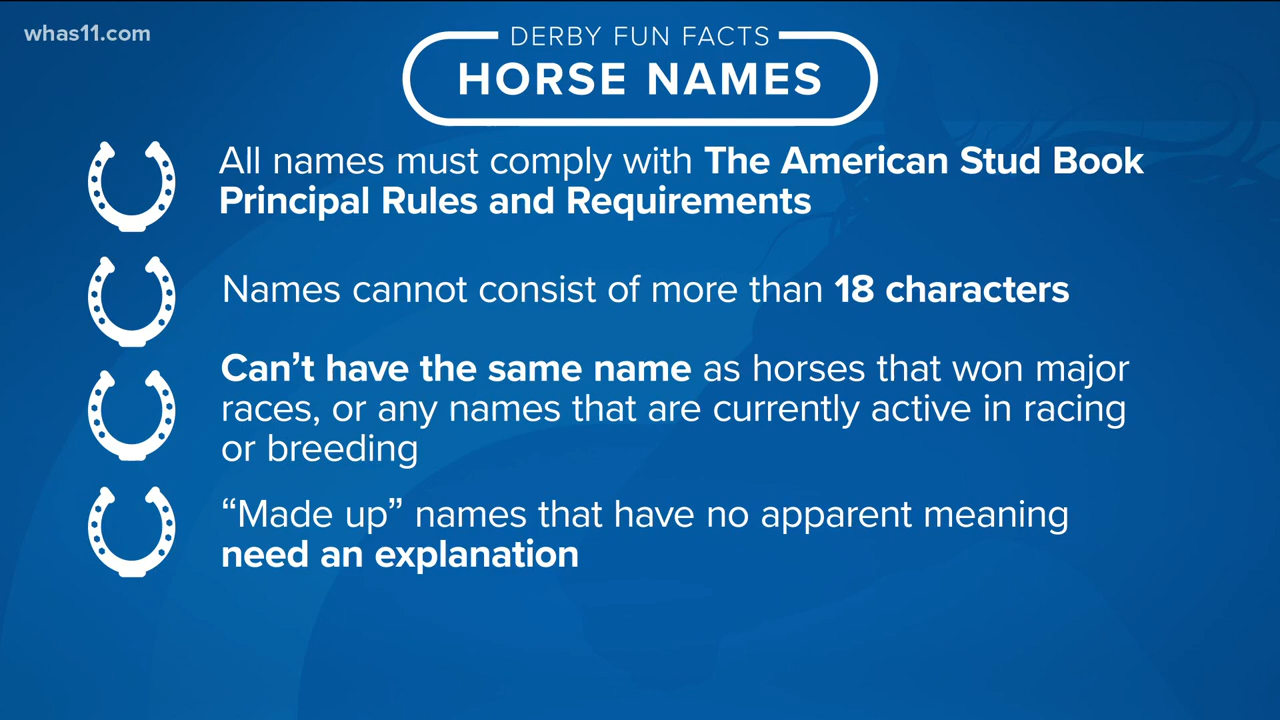 whas11.com
DERBY FUN FACTS
HORSE NAMES
All names must comply with The American Stud Book
Principal Rules and Requirements
Names cannot consist of more than 18 characters
Can’t have the same name as horses that won major
races, or any names that are currently active in racing
or breeding
“Made up” names that have no apparent meaning
need an explanation